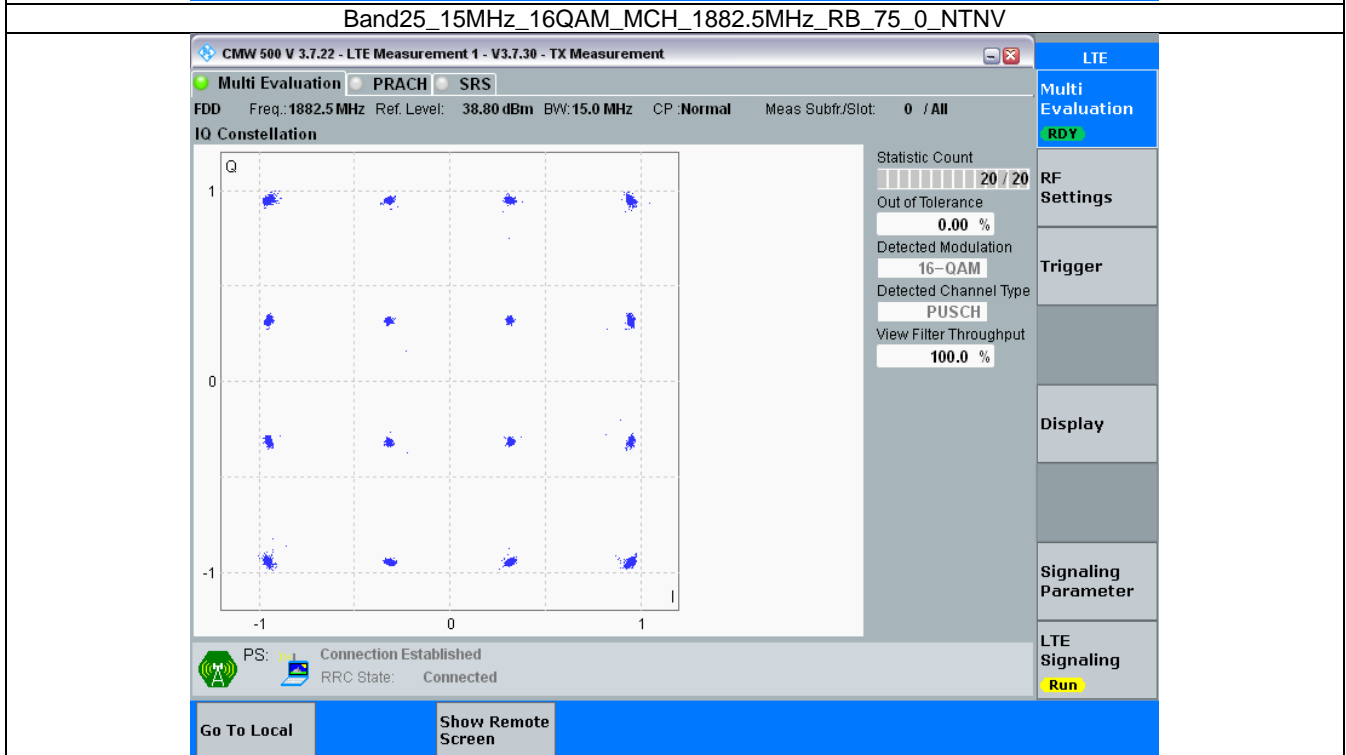 Band25_15MHz_16QAM_MCH_1882.5MHz_RB_75_0_NTNV
CMW 500 V 3.7.22 - LTE Measurement 1 - V3.7.30 - TX Measurement
LTE
Multi Evaluation PRACH SRS
Multi
Evaluation
RDY
FDD Freq.: 1882.5 MHz Ref. Level: 38.80 dBm BW: 15.0 MHz CP : Normal Meas Subfr./Slot: 0 / All
IQ Constellation
Q
1
0
-1
I
-1 0 1
Statistic Count
20 / 20
Out of Tolerance
0.00 %
Detected Modulation
16-QAM
Detected Channel Type
PUSCH
View Filter Throughput
100.0 %
RF
Settings
Trigger
Display
Signaling
Parameter
LTE
Signaling
Run
PS: Connection Established
RRC State: Connected
Go To Local
Show Remote
Screen